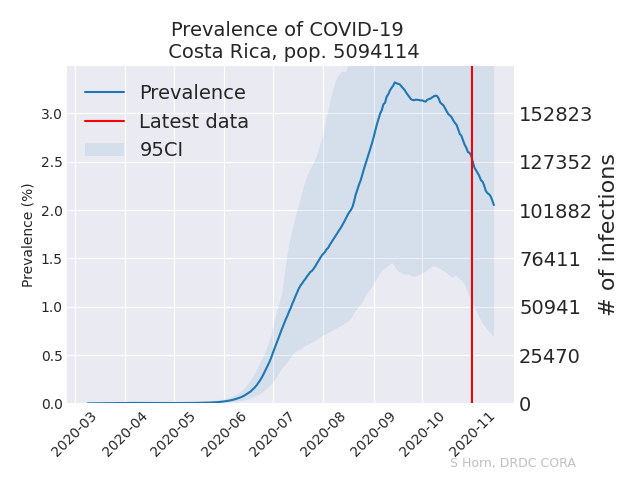 Prevalence of COVID-19
Costa Rica, pop. 5094114
Prevalence
Latest data
95CI
Prevalence (%)
3.0
2.5
2.0
1.5
1.0
0.5
0.0
152823
127352
101882
76411
50941
25470
0
# of infections
2020-03
2020-04
2020-05
2020-06
2020-07
2020-08
2020-09
2020-10
2020-11
S Horn, DRDC CORA